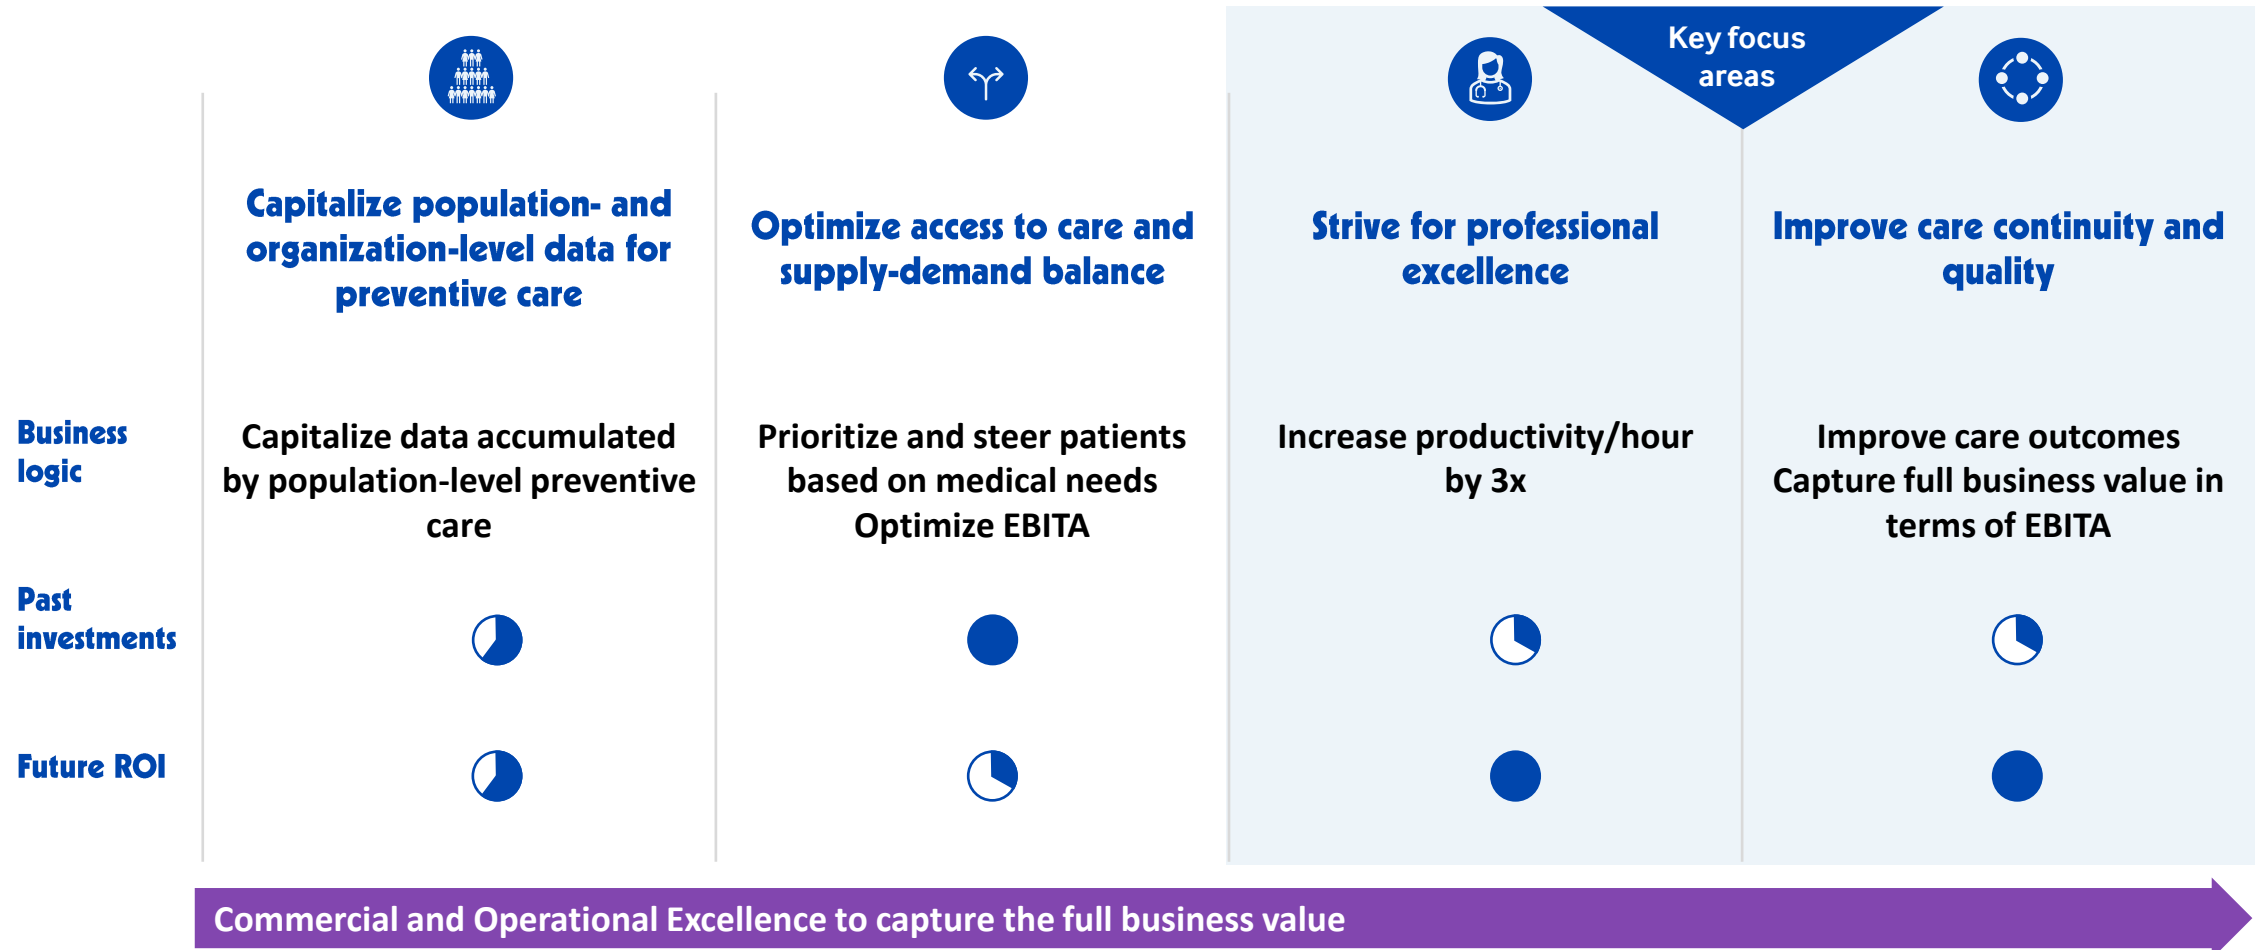 Key focus
areas
Capitalize population- and
organization-level data for
preventive care
Optimize access to care and
supply-demand balance
Strive for professional
excellence
Improve care continuity and
quality
Business
logic
Capitalize data accumulated
by population-level preventive
care
Prioritize and steer patients
based on medical needs
Optimize EBITA
Increase productivity/hour
by 3x
Improve care outcomes
Capture full business value in
terms of EBITA
Past
investments
Future ROI
Commercial and Operational Excellence to capture the full business value